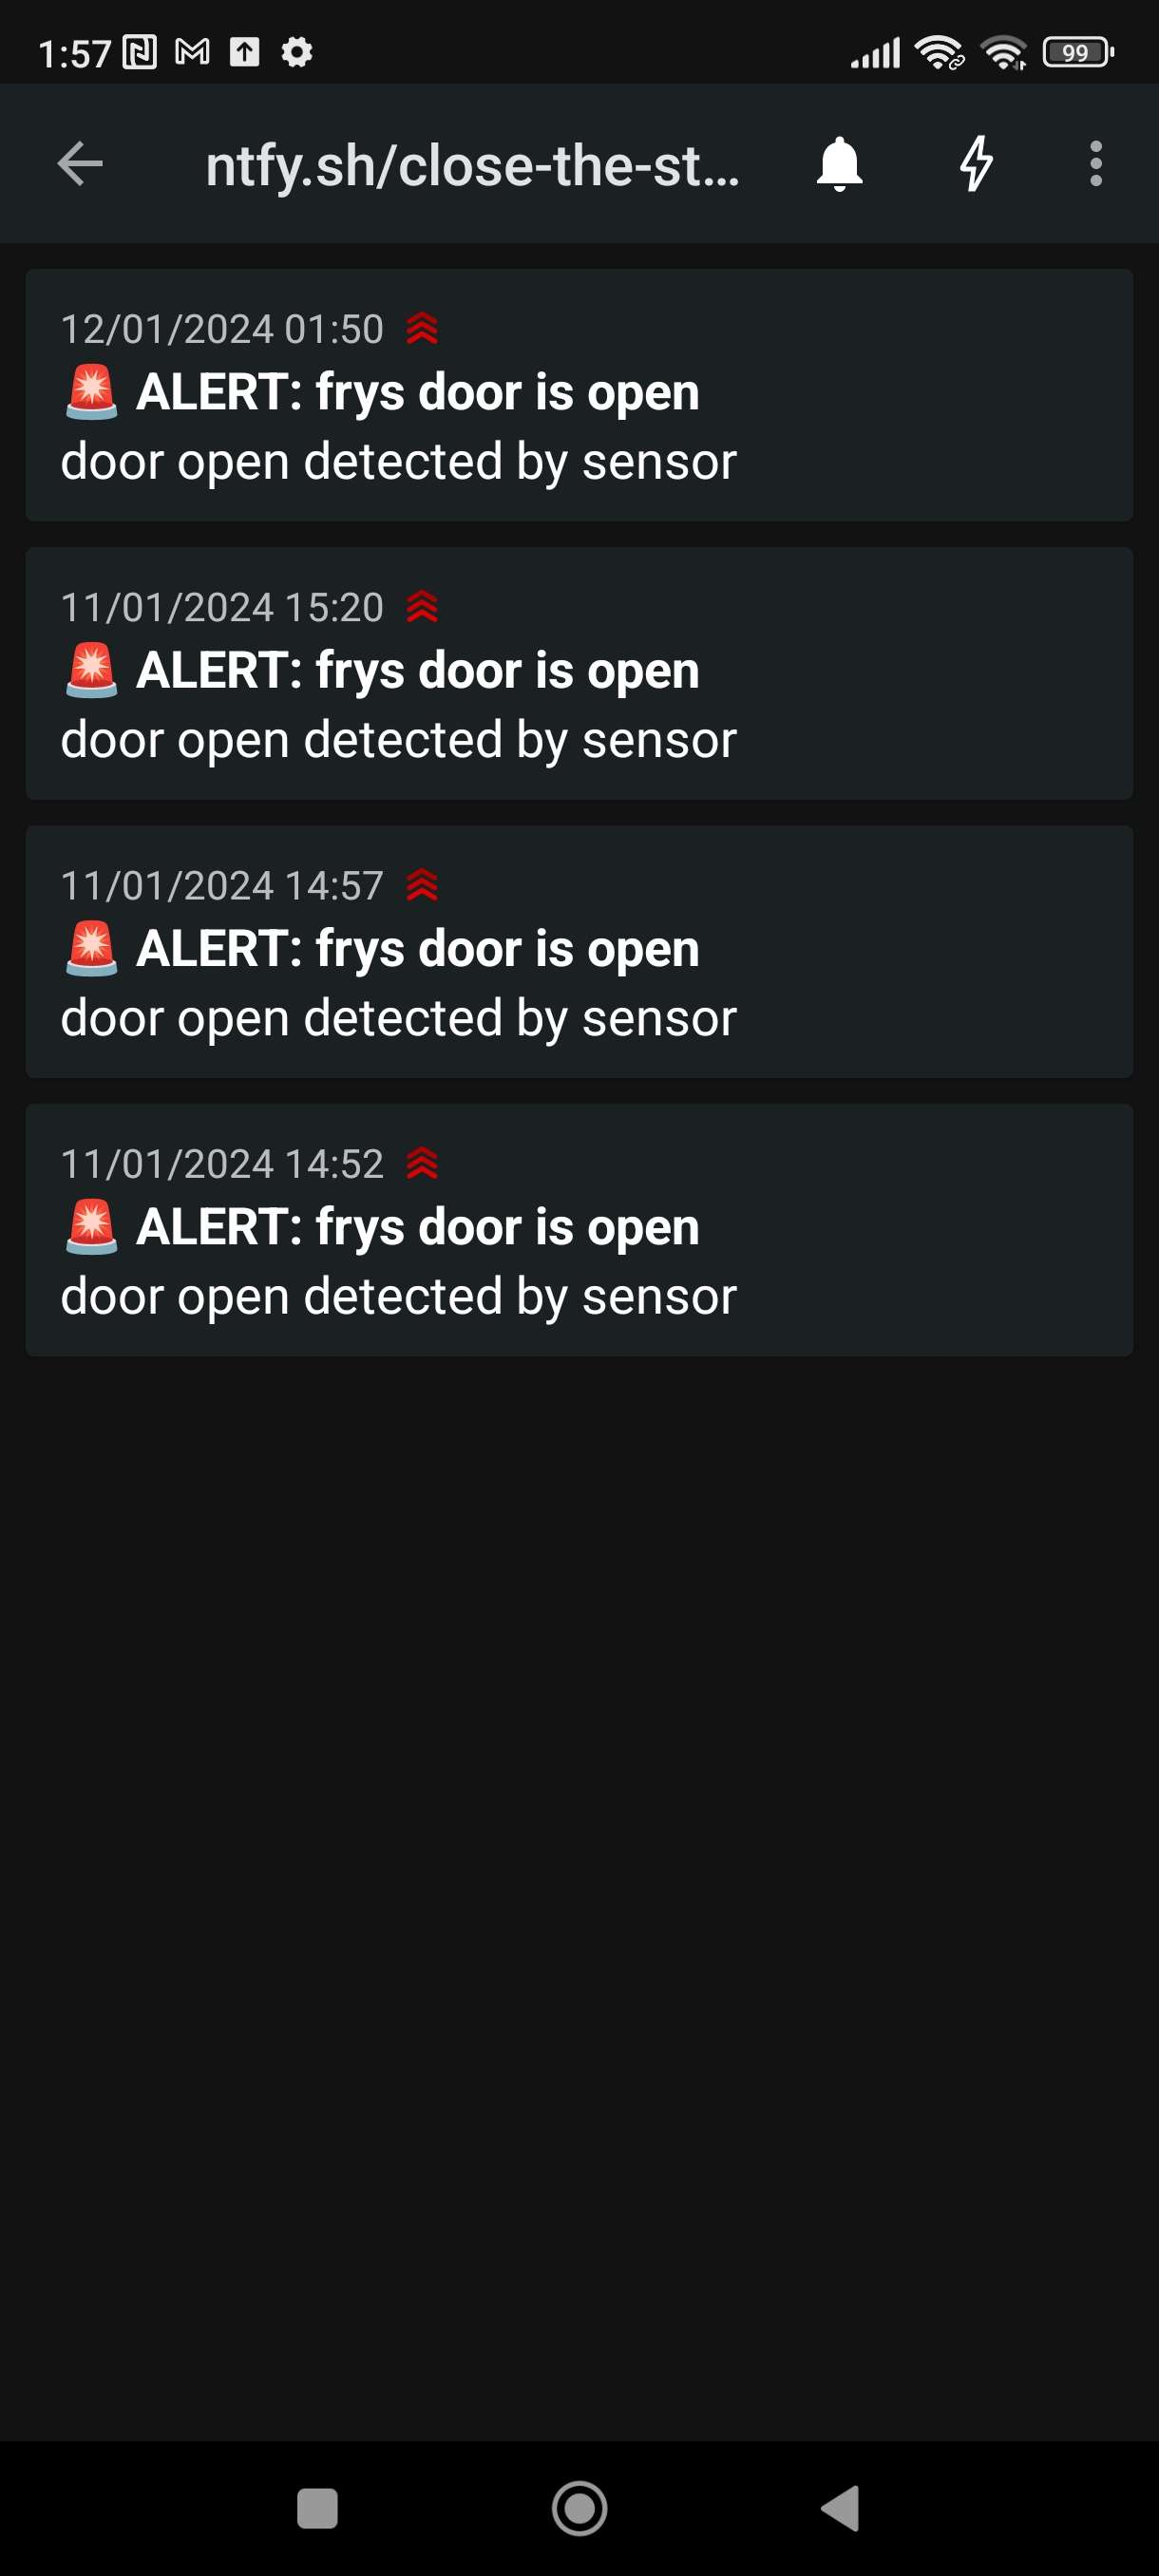 1:57
99
ntfy.sh/close-the-st...
12/01/2024 01:50
ALERT: frys door is open
door open detected by sensor
11/01/2024 15:20
ALERT: frys door is open
door open detected by sensor
11/01/2024 14:57
ALERT: frys door is open
door open detected by sensor
11/01/2024 14:52
ALERT: frys door is open
door open detected by sensor